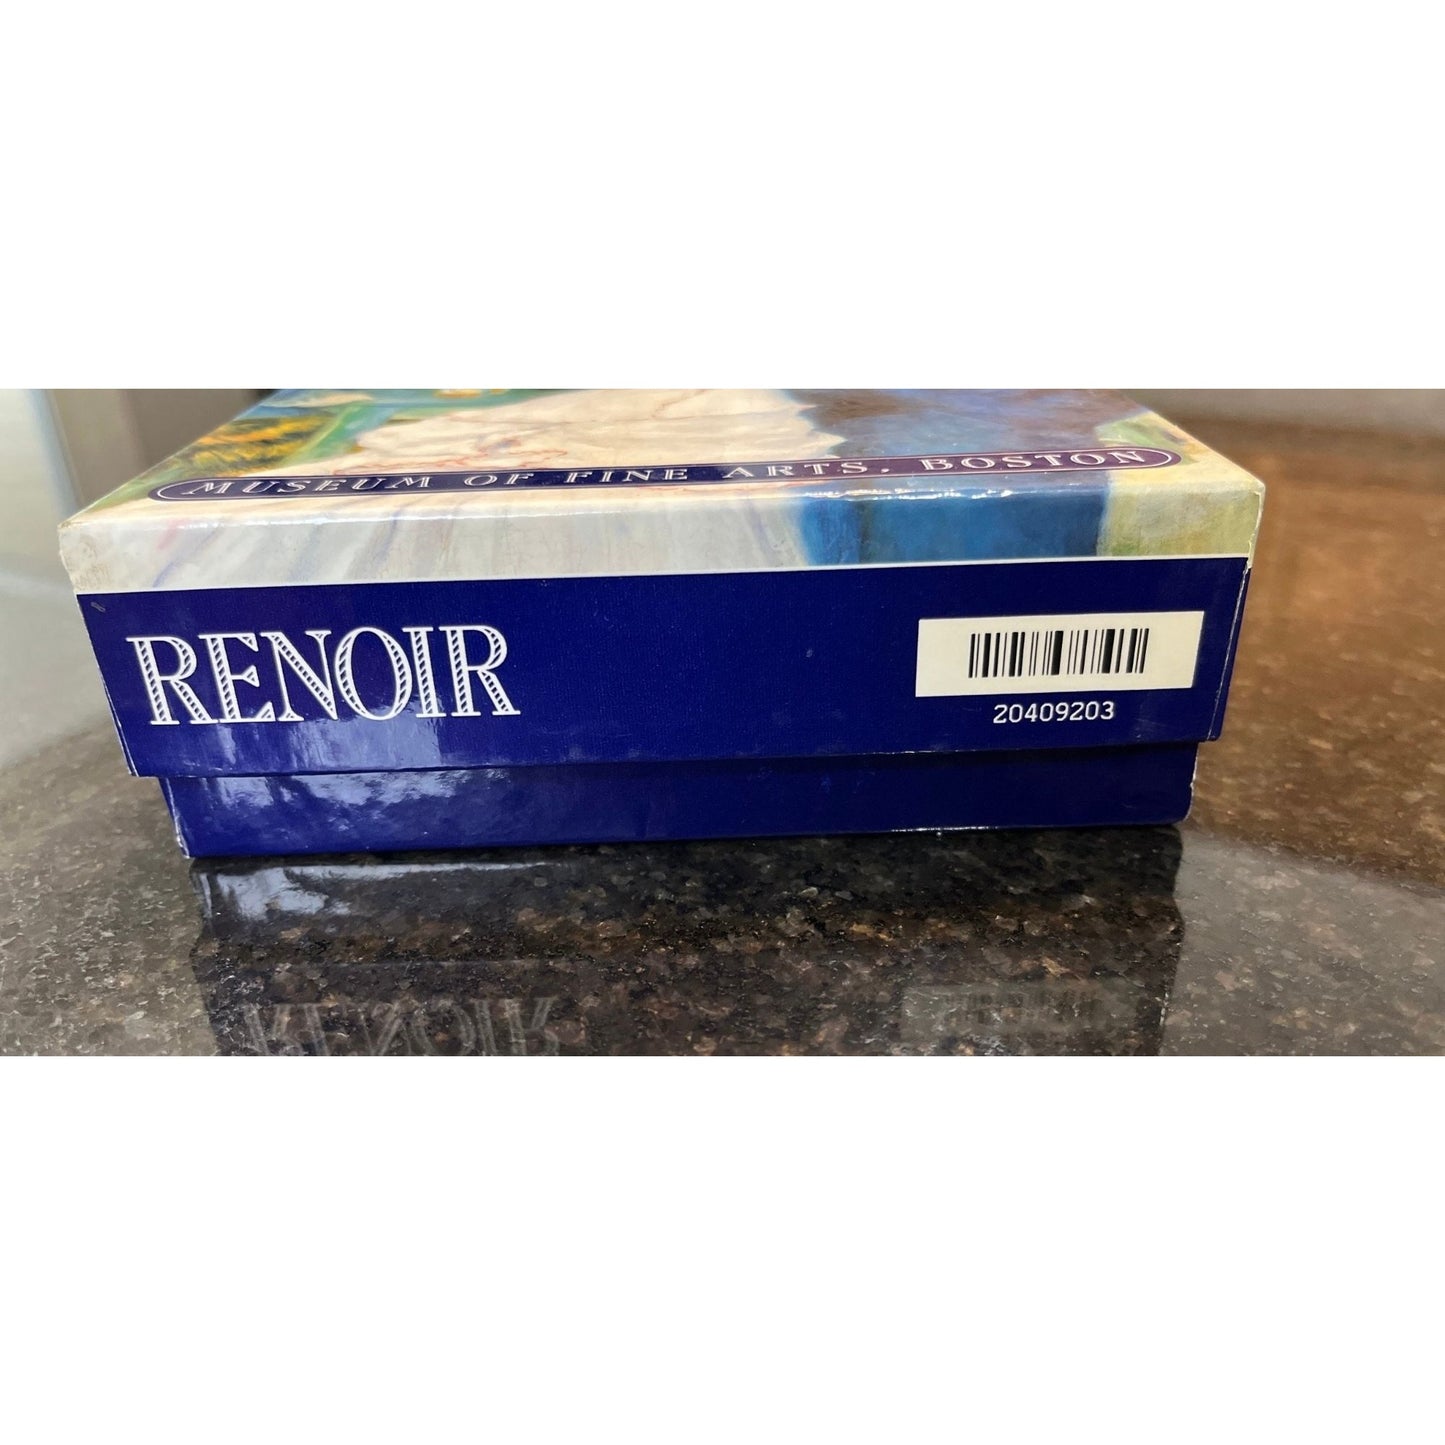 MUSEUM OF FINE ARTS, BOSTON
RENOIR
20409203